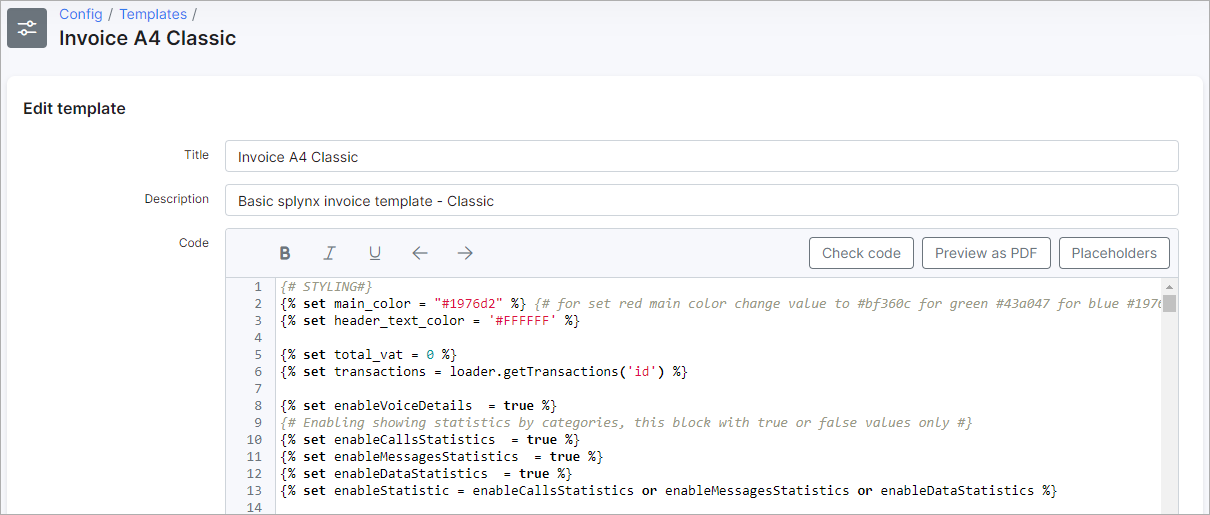 Config / Templates /
Invoice A4 Classic
Edit template
Title
Invoice A4 Classic
Description
Basic splynx invoice template - Classic
Code
B I U ← → Check code Preview as PDF Placeholders
1 {# STYLING#}
2 {% set main_color = "#1976d2" %} {# for set red main color change value to #bf360c for green #43a047 for blue #1976
3 {% set header_text_color = '#FFFFFF' %}
4
5 {% set total_vat = 0 %}
6 {% set transactions = loader.getTransactions('id') %}
7
8 {% set enableVoiceDetails  = true %}
9 {# Enabling showing statistics by categories, this block with true or false values only #}
10 {% set enableCallsStatistics  = true %}
11 {% set enableMessagesStatistics  = true %}
12 {% set enableDataStatistics  = true %}
13 {% set enableStatistic = enableCallsStatistics or enableMessagesStatistics or enableDataStatistics %}
14